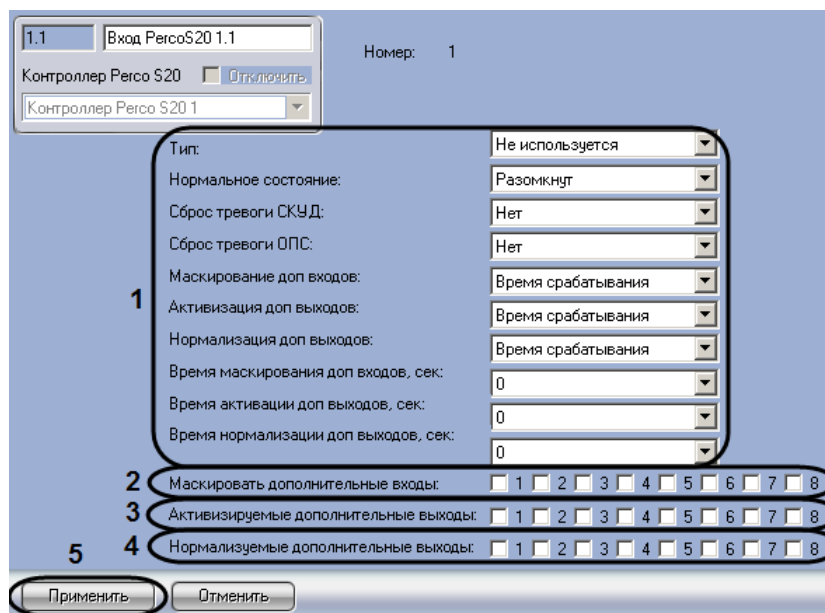 1.1 Вход PercoS20 1.1
Номер: 1
Контроллер Perco S20 Отключить
Контроллер Perco S20 1
Тип: Не используется
Нормальное состояние: Разомкнут
Сброс тревоги СКУД: Нет
Сброс тревоги ОПС: Нет
Маскирование доп входов: Время срабатывания
1
Активизация доп выходов: Время срабатывания
Нормализация доп выходов: Время срабатывания
Время маскирования доп входов, сек: 0
Время активации доп выходов, сек: 0
Время нормализации доп выходов, сек: 0
2 Маскировать дополнительные входы: 1 2 3 4 5 6 7 8
3 Активизируемые дополнительные выходы: 1 2 3 4 5 6 7 8
4 Нормализуемые дополнительные выходы: 1 2 3 4 5 6 7 8
5
Применить Отменить